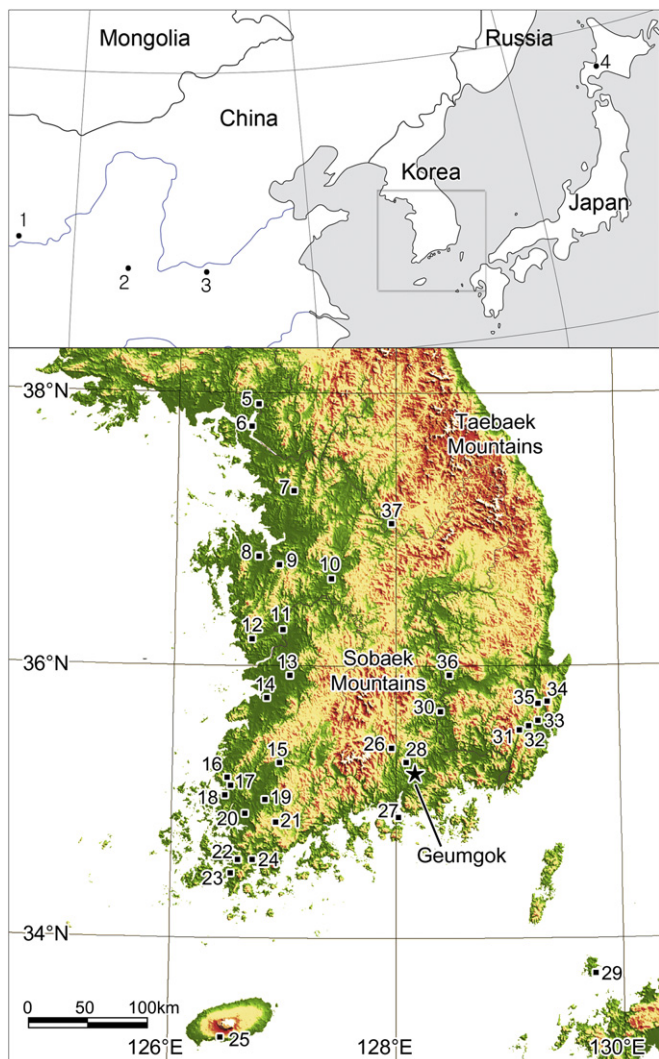 Mongolia
Russia
4
China
Korea
Japan
1
2
3
38°N
5
6
Taebaek
Mountains
7
37
8
9
10
11
12
36°N
13
Sobaek
Mountains
36
14
30
35
34
33
31
32
26
28
15
16
17
18
19
20
21
27
Geumgok
22
24
23
34°N
29
0
50
100km
25
126°E
128°E
130°E